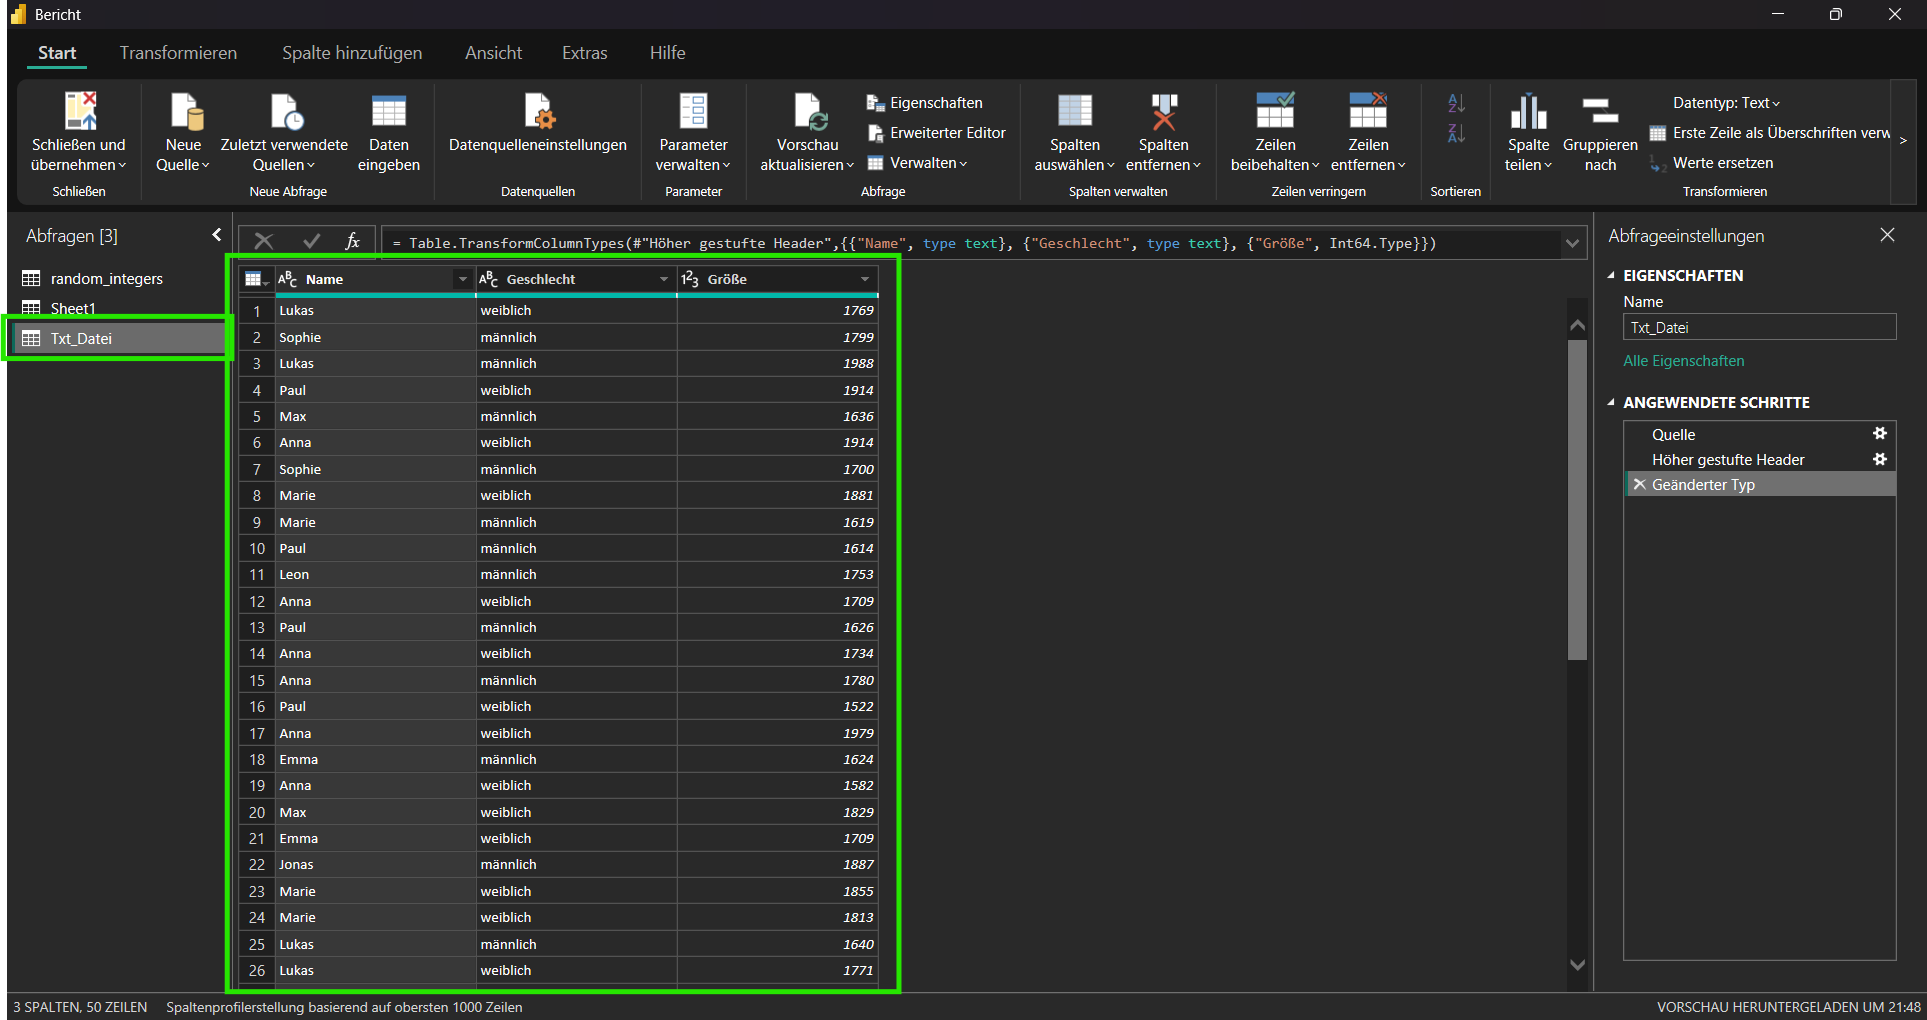 Bericht
Start Transformieren Spalte hinzufügen Ansicht Extras Hilfe
Schließen und übernehmen
Schließen
Neue Quelle
Zuletzt verwendete Quellen
Daten eingeben
Neue Abfrage
Datenquelleneinstellungen
Datenquellen
Parameter verwalten
Parameter
Vorschau aktualisieren
Eigenschaften
Erweiterter Editor
Verwalten
Abfrage
Spalten auswählen
Spalten entfernen
Spalten verwalten
Zeilen beibehalten
Zeilen entfernen
Zeilen verringern
Sortieren
Spalte teilen
Gruppieren nach
Datentyp: Text
Erste Zeile als Überschriften verw
Werte ersetzen
Transformieren
Abfragen [3]
random_integers
Sheet1
Txt_Datei
fx
= Table.TransformColumnTypes(#"Höher gestufte Header",{{"Name", type text}, {"Geschlecht", type text}, {"Größe", Int64.Type}})
ABC Name ABC Geschlecht 123 Größe
1 Lukas weiblich 1769
2 Sophie männlich 1799
3 Lukas männlich 1988
4 Paul weiblich 1914
5 Max männlich 1636
6 Anna weiblich 1914
7 Sophie männlich 1700
8 Marie weiblich 1881
9 Marie männlich 1619
10 Paul männlich 1614
11 Leon männlich 1753
12 Anna weiblich 1709
13 Paul männlich 1626
14 Anna weiblich 1734
15 Anna männlich 1780
16 Paul weiblich 1522
17 Anna weiblich 1979
18 Emma männlich 1624
19 Anna weiblich 1582
20 Max weiblich 1829
21 Emma weiblich 1709
22 Jonas männlich 1887
23 Marie weiblich 1855
24 Marie weiblich 1813
25 Lukas männlich 1640
26 Lukas weiblich 1771
Abfrageeinstellungen
EIGENSCHAFTEN
Name
Txt_Datei
Alle Eigenschaften
ANGEWENDETE SCHRITTE
Quelle
Höher gestufte Header
Geänderter Typ
3 SPALTEN, 50 ZEILEN Spaltenprofilerstellung basierend auf obersten 1000 Zeilen
VORSCHAU HERUNTERGELADEN UM 21:48